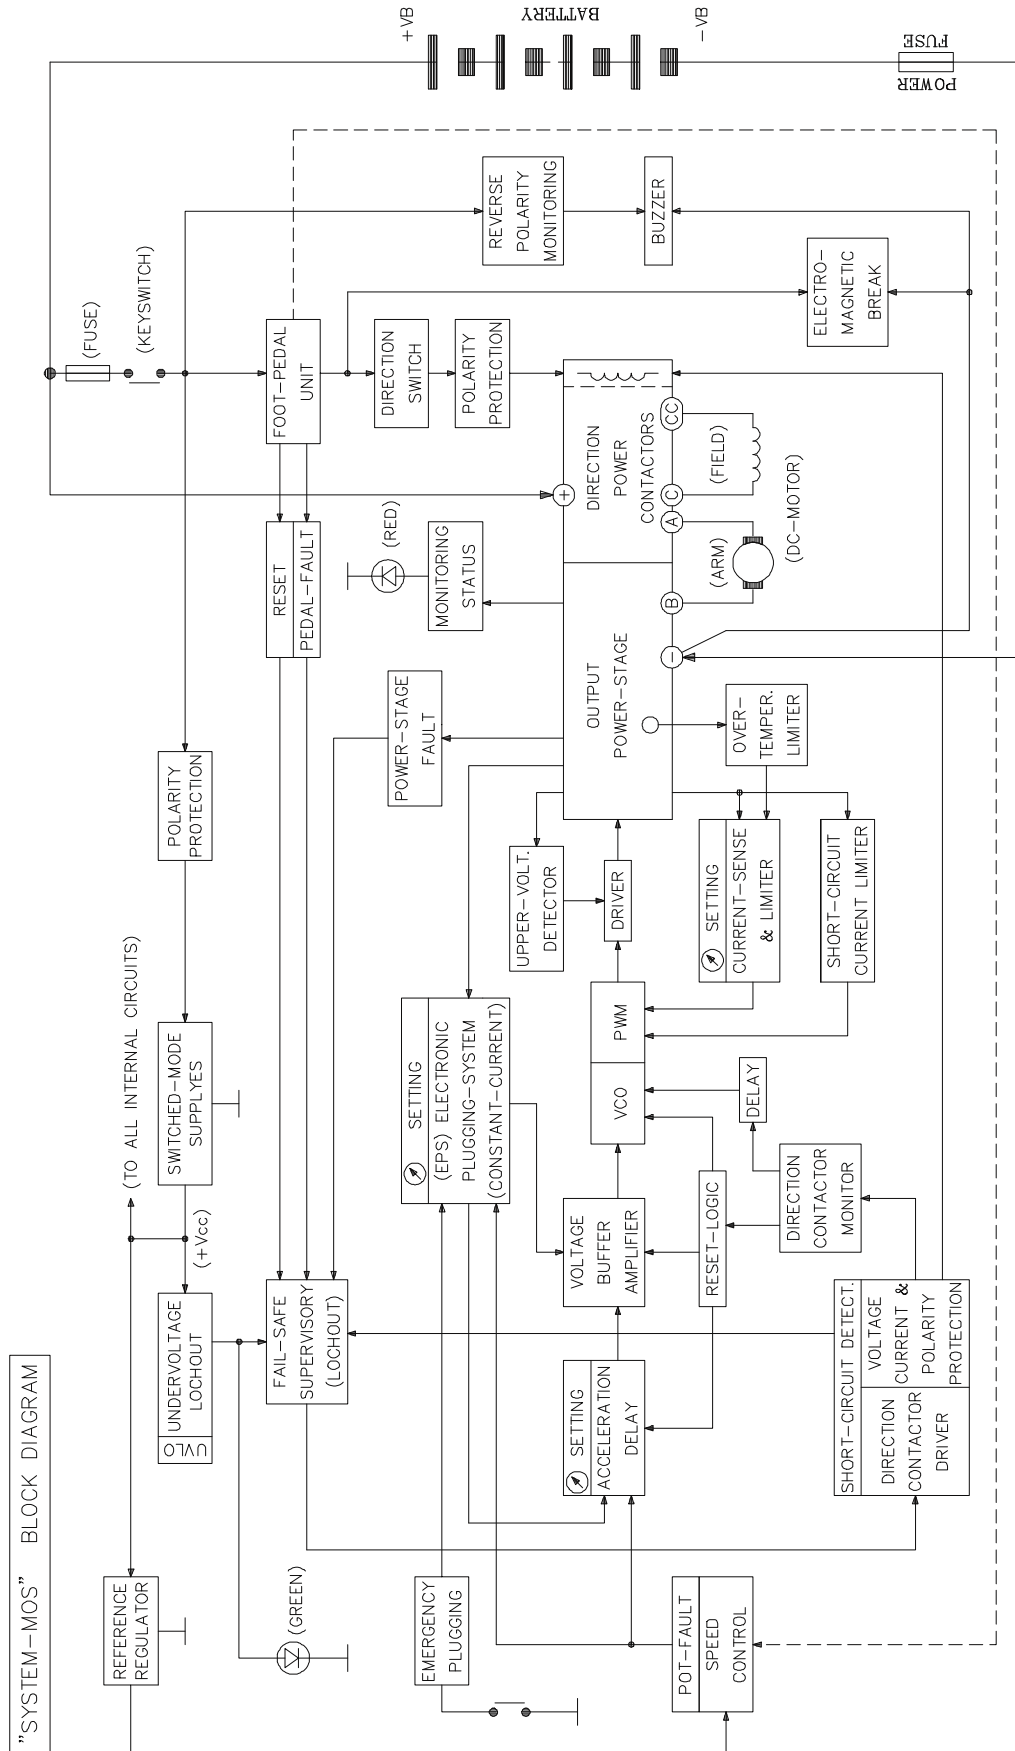 "SYSTEM-MOS" BLOCK DIAGRAM
REFERENCE
REGULATOR
(TO ALL INTERNAL CIRCUITS)
(+Vcc)
UVLO
UNDERVOLTAGE
LOCHOUT
SWITCHED-MODE
SUPPLYES
POLARITY
PROTECTION
(FUSE)
(KEYSWITCH)
(GREEN)
FAIL-SAFE
SUPERVISORY
(LOCHOUT)
RESET
PEDAL-FAULT
FOOT-PEDAL
UNIT
(RED)
MONITORING
STATUS
POWER-STAGE
FAULT
DIRECTION
SWITCH
POLARITY
PROTECTION
REVERSE
POLARITY
MONITORING
BUZZER
+VB
BATTERY
-VB
POWER
FUSE
EMERGENCY
PLUGGING
SETTING
(EPS) ELECTRONIC
PLUGGING-SYSTEM
(CONSTANT-CURRENT)
UPPER-VOLT.
DETECTOR
SETTING
ACCELERATION
DELAY
VOLTAGE
BUFFER
AMPLIFIER
VCO
PWM
DRIVER
OUTPUT
POWER-STAGE
DIRECTION
POWER
CONTACTORS
+
-
B
A
C
CC
(ARM)
(FIELD)
(DC-MOTOR)
ELECTRO-
MAGNETIC
BREAK
POT-FAULT
SPEED
CONTROL
RESET-LOGIC
DELAY
DIRECTION
CONTACTOR
MONITOR
SETTING
CURRENT-SENSE
& LIMITER
OVER-
TEMPER.
LIMITER
SHORT-CIRCUIT
CURRENT LIMITER
SHORT-CIRCUIT DETECT.
DIRECTION
CONTACTOR
DRIVER
VOLTAGE
CURRENT &
POLARITY
PROTECTION